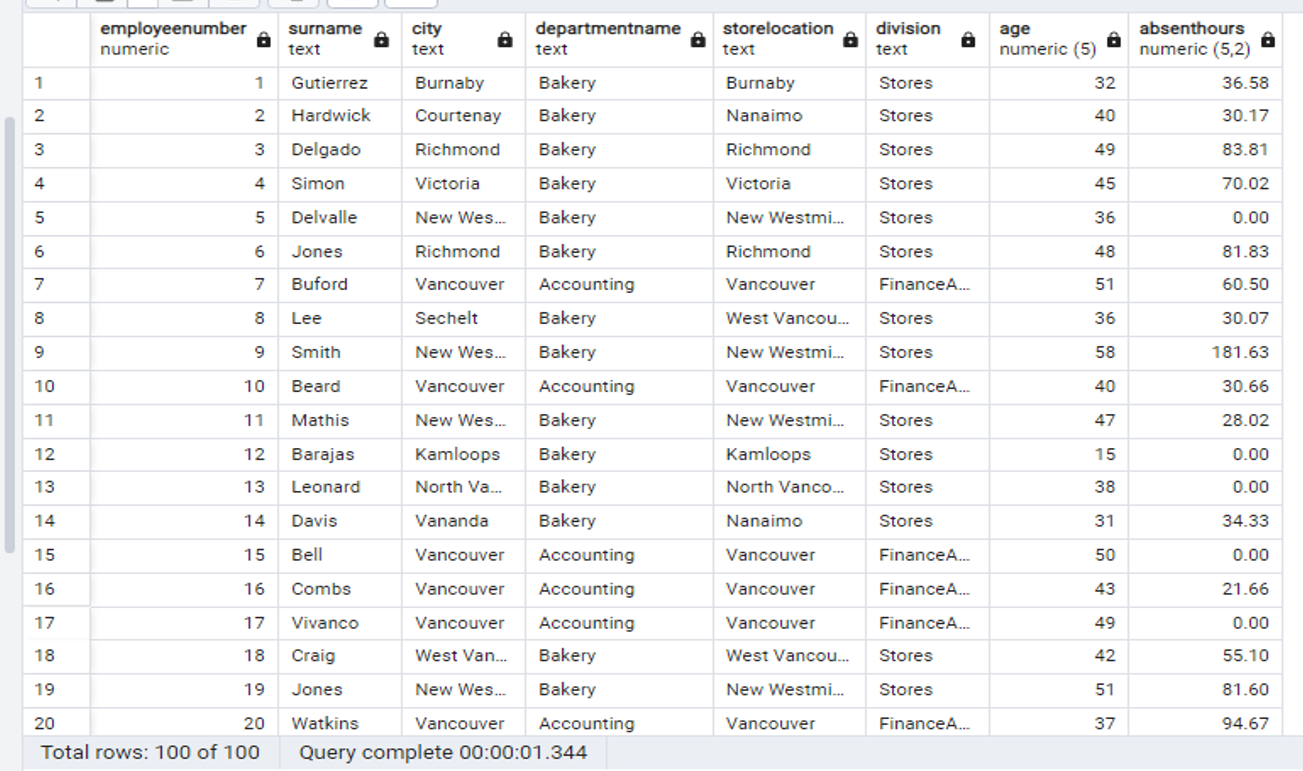 employeenumber surname city departmentname storelocation division age absenthours
numeric text text text text text numeric (5) numeric (5,2)
1 1 Gutierrez Burnaby Bakery Burnaby Stores 32 36.58
2 2 Hardwick Courtenay Bakery Nanaimo Stores 40 30.17
3 3 Delgado Richmond Bakery Richmond Stores 49 83.81
4 4 Simon Victoria Bakery Victoria Stores 45 70.02
5 5 Delvalle New Wes... Bakery New Westmi... Stores 36 0.00
6 6 Jones Richmond Bakery Richmond Stores 48 81.83
7 7 Buford Vancouver Accounting Vancouver FinanceA... 51 60.50
8 8 Lee Sechelt Bakery West Vancou... Stores 36 30.07
9 9 Smith New Wes... Bakery New Westmi... Stores 58 181.63
10 10 Beard Vancouver Accounting Vancouver FinanceA... 40 30.66
11 11 Mathis New Wes... Bakery New Westmi... Stores 47 28.02
12 12 Barajas Kamloops Bakery Kamloops Stores 15 0.00
13 13 Leonard North Va... Bakery North Vanco... Stores 38 0.00
14 14 Davis Vananda Bakery Nanaimo Stores 31 34.33
15 15 Bell Vancouver Accounting Vancouver FinanceA... 50 0.00
16 16 Combs Vancouver Accounting Vancouver FinanceA... 43 21.66
17 17 Vivanco Vancouver Accounting Vancouver FinanceA... 49 0.00
18 18 Craig West Van... Bakery West Vancou... Stores 42 55.10
19 19 Jones New Wes... Bakery New Westmi... Stores 51 81.60
20 20 Watkins Vancouver Accounting Vancouver FinanceA... 37 94.67
Total rows: 100 of 100 Query complete 00:00:01.344